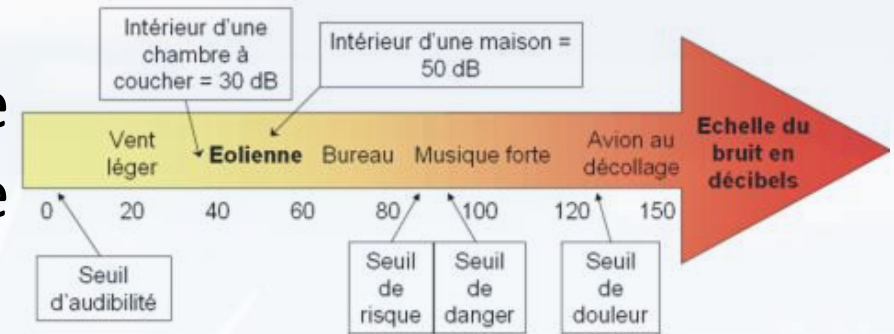 Intérieur d'une
chambre à
coucher = 30 dB
Intérieur d'une maison =
50 dB
e
e
Vent
léger
Eolienne
Bureau
Musique forte
Avion au
décollage
Echelle du
bruit en
décibels
0 20 40 60 80 100 120 150
Seuil
d'audibilité
Seuil
de
risque
Seuil
de
danger
Seuil
de
douleur